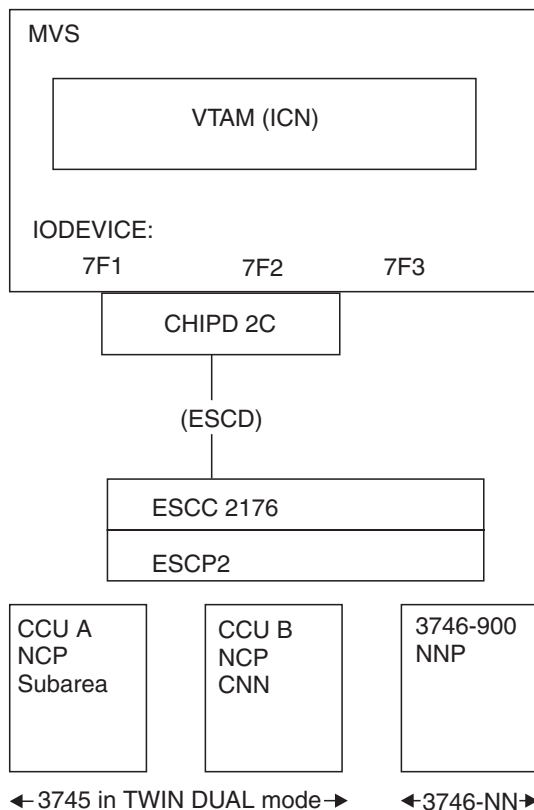 MVS
VTAM (ICN)
IODEVICE:
7F1 7F2 7F3
CHIPD 2C
(ESCD)
ESCC 2176
ESCP2
CCU A
NCP
Subarea
CCU B
NCP
CNN
3746-900
NNP
3745 in TWIN DUAL mode
3746-NN